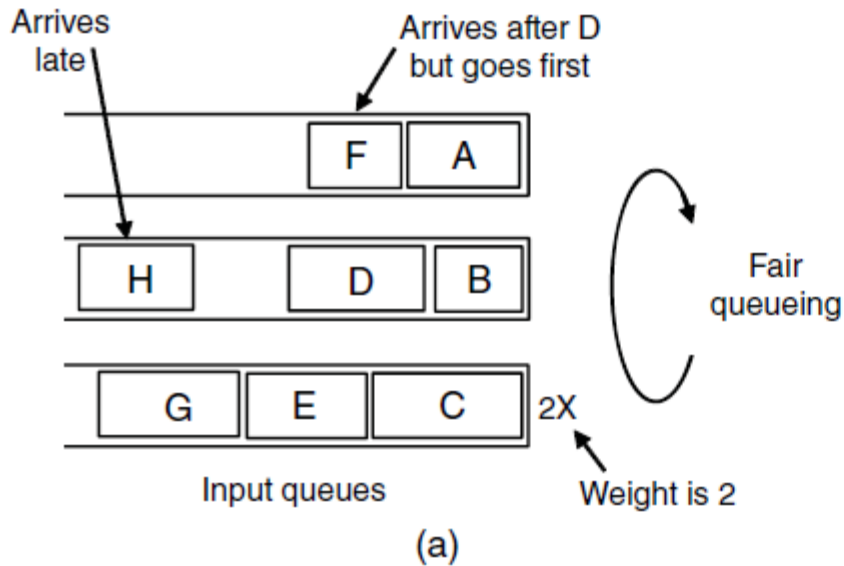 Arrives
late
Arrives after D
but goes first
F A
H D B
Fair
queueing
G E C 2X
Input queues
Weight is 2
(a)